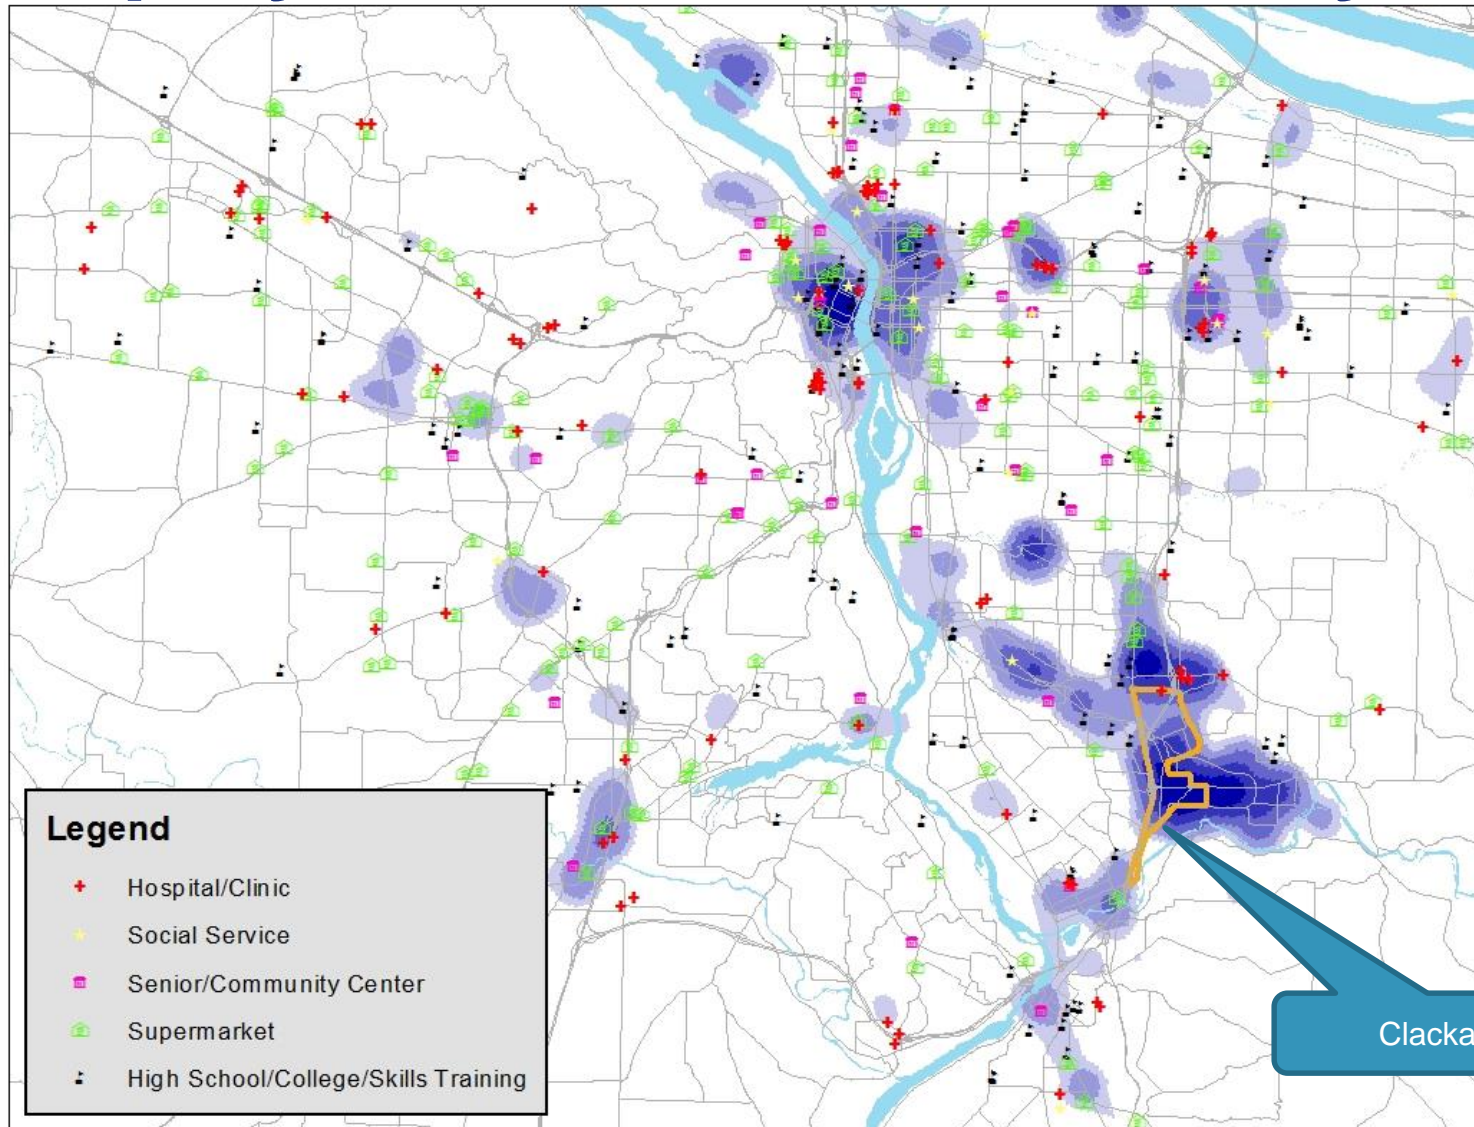 Legend
Hospital/Clinic
Social Service
Senior/Community Center
Supermarket
High School/College/Skills Training
Clacka